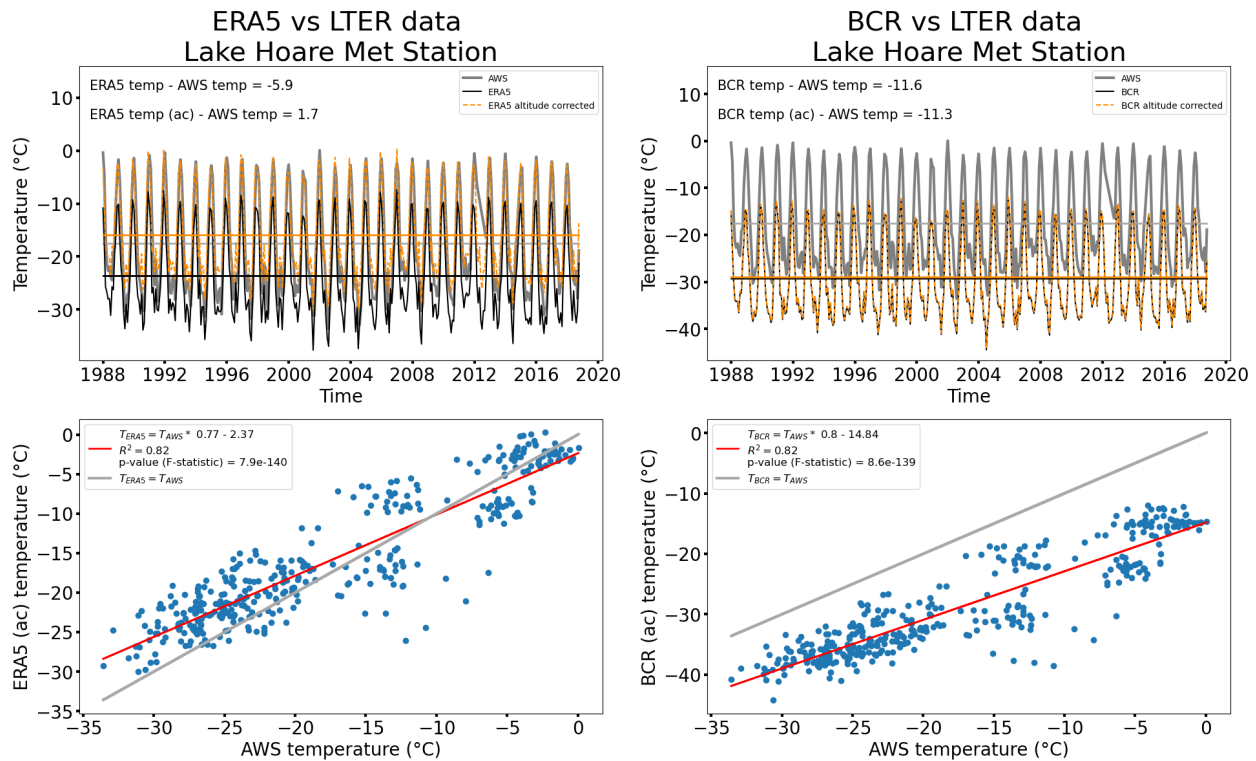 ERA5 vs LTER data
Lake Hoare Met Station
ERA5 temp - AWS temp = -5.9
ERA5 temp (ac) - AWS temp = 1.7
AWS
ERA5
ERA5 altitude corrected
Temperature (°C)
10
0
−10
−20
−30
1988 1992 1996 2000 2004 2008 2012 2016 2020
Time
BCR vs LTER data
Lake Hoare Met Station
BCR temp - AWS temp = -11.6
BCR temp (ac) - AWS temp = -11.3
AWS
BCR
BCR altitude corrected
Temperature (°C)
10
0
−10
−20
−30
−40
1988 1992 1996 2000 2004 2008 2012 2016 2020
Time
T_ERA5 = T_AWS * 0.77 - 2.37
R² = 0.82
p-value (F-statistic) = 7.9e-140
T_ERA5 = T_AWS
ERA5 (ac) temperature (°C)
0
−5
−10
−15
−20
−25
−30
−35
−35 −30 −25 −20 −15 −10 −5 0
AWS temperature (°C)
T_BCR = T_AWS * 0.8 - 14.84
R² = 0.82
p-value (F-statistic) = 8.6e-139
T_BCR = T_AWS
BCR (ac) temperature (°C)
0
−10
−20
−30
−40
−35 −30 −25 −20 −15 −10 −5 0
AWS temperature (°C)